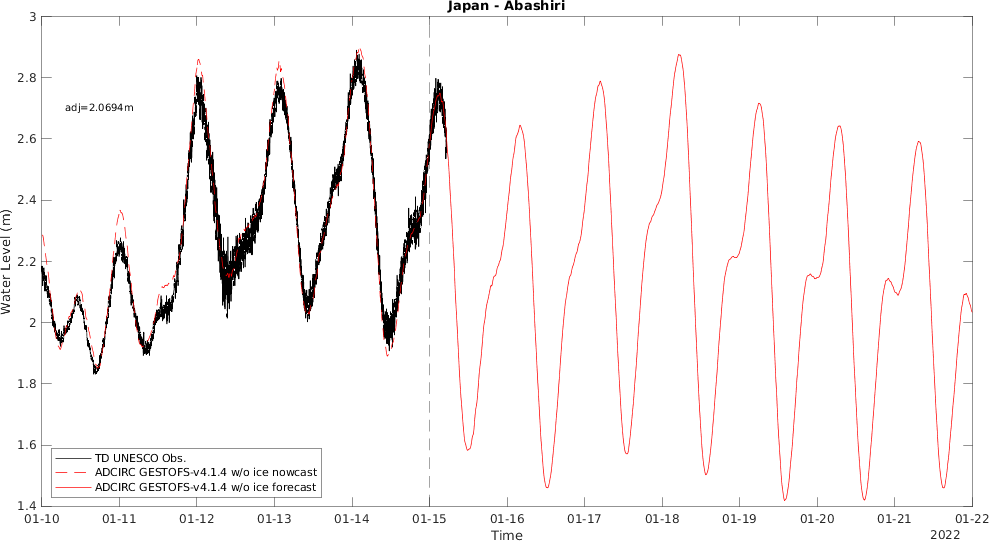 Japan - Abashiri
3
2.8
2.6
2.4
2.2
2
1.8
1.6
1.4
Water Level (m)
adj=2.0694m
TD UNESCO Obs.
ADCIRC GESTOFS-v4.1.4 w/o ice nowcast
ADCIRC GESTOFS-v4.1.4 w/o ice forecast
01-10 01-11 01-12 01-13 01-14 01-15 01-16 01-17 01-18 01-19 01-20 01-21 01-22
Time
2022